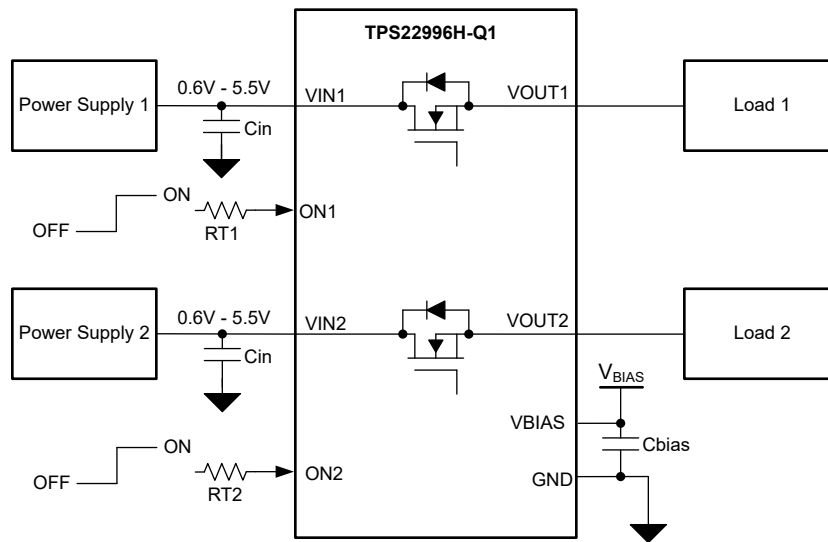 TPS22996H-Q1
Power Supply 1
0.6V - 5.5V
VIN1
VOUT1
Load 1
Cin
ON
OFF
RT1
ON1
Power Supply 2
0.6V - 5.5V
VIN2
VOUT2
Load 2
Cin
VBIAS
VBIAS
Cbias
ON
OFF
RT2
ON2
GND